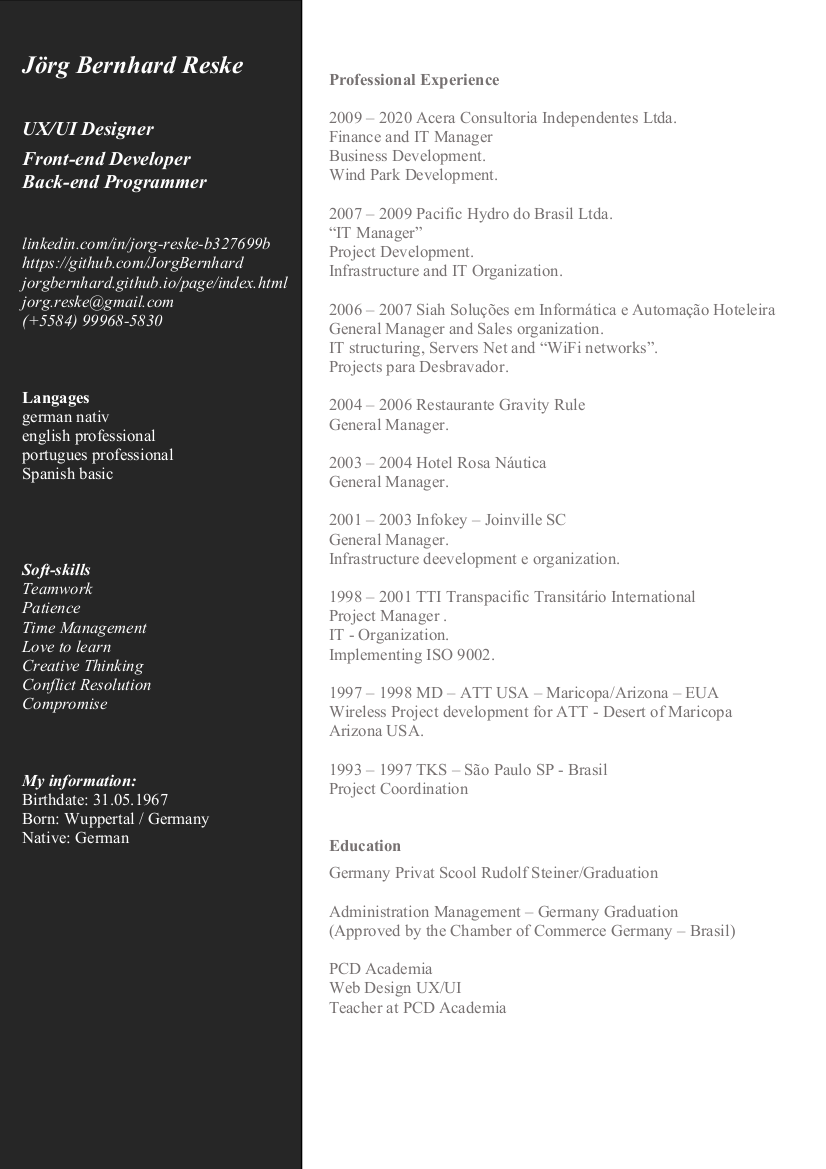 Jörg Bernhard Reske
UX/UI Designer
Front-end Developer
Back-end Programmer
linkedin.com/in/jorg-reske-b327699b
https://github.com/JorgBernhard
jorgbernhard.github.io/page/index.html
jorg.reske@gmail.com
(+5584) 99968-5830
Langages
german nativ
english professional
portugues professional
Spanish basic
Soft-skills
Teamwork
Patience
Time Management
Love to learn
Creative Thinking
Conflict Resolution
Compromise
My information:
Birthdate: 31.05.1967
Born: Wuppertal / Germany
Native: German
Professional Experience
2009 – 2020 Acera Consultoria Independentes Ltda.
Finance and IT Manager
Business Development.
Wind Park Development.
2007 – 2009 Pacific Hydro do Brasil Ltda.
“IT Manager”
Project Development.
Infrastructure and IT Organization.
2006 – 2007 Siah Soluções em Informática e Automação Hoteleira
General Manager and Sales organization.
IT structuring, Servers Net and “WiFi networks”.
Projects para Desbravador.
2004 – 2006 Restaurante Gravity Rule
General Manager.
2003 – 2004 Hotel Rosa Náutica
General Manager.
2001 – 2003 Infokey – Joinville SC
General Manager.
Infrastructure deevelopment e organization.
1998 – 2001 TTI Transpacific Transitário International
Project Manager .
IT - Organization.
Implementing ISO 9002.
1997 – 1998 MD – ATT USA – Maricopa/Arizona – EUA
Wireless Project development for ATT - Desert of Maricopa
Arizona USA.
1993 – 1997 TKS – São Paulo SP - Brasil
Project Coordination
Education
Germany Privat Scool Rudolf Steiner/Graduation
Administration Management – Germany Graduation
(Approved by the Chamber of Commerce Germany – Brasil)
PCD Academia
Web Design UX/UI
Teacher at PCD Academia